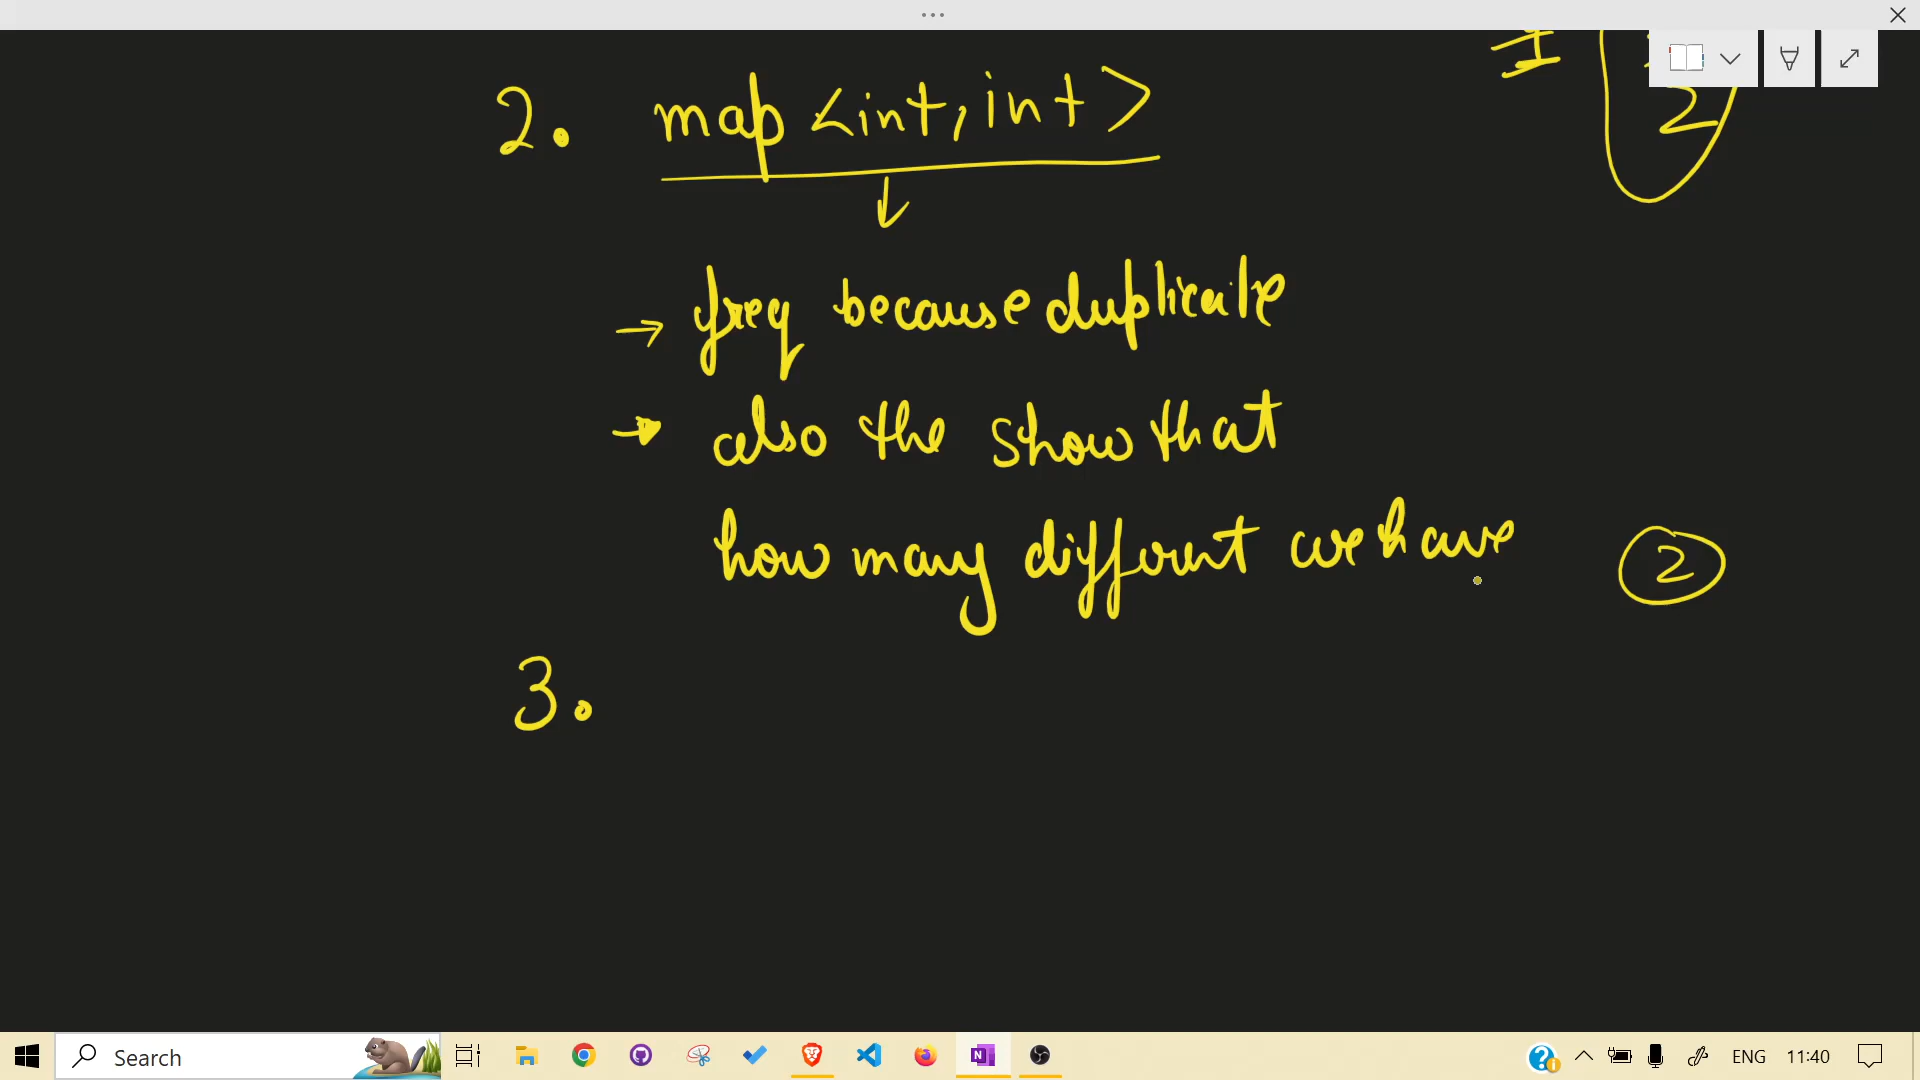 2. map <int, int>
2
→ freq because duplicate
→ also the show that
how many different we have
2
3.
Search
ENG 11:40